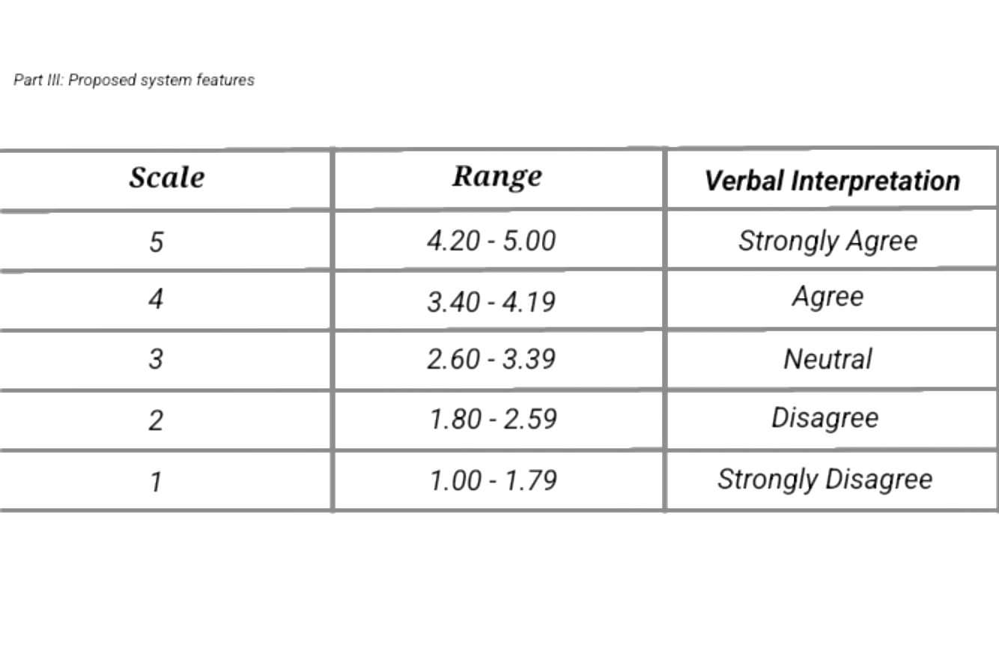 Part III: Proposed system features
Scale Range Verbal Interpretation
5 4.20 - 5.00 Strongly Agree
4 3.40 - 4.19 Agree
3 2.60 - 3.39 Neutral
2 1.80 - 2.59 Disagree
1 1.00 - 1.79 Strongly Disagree